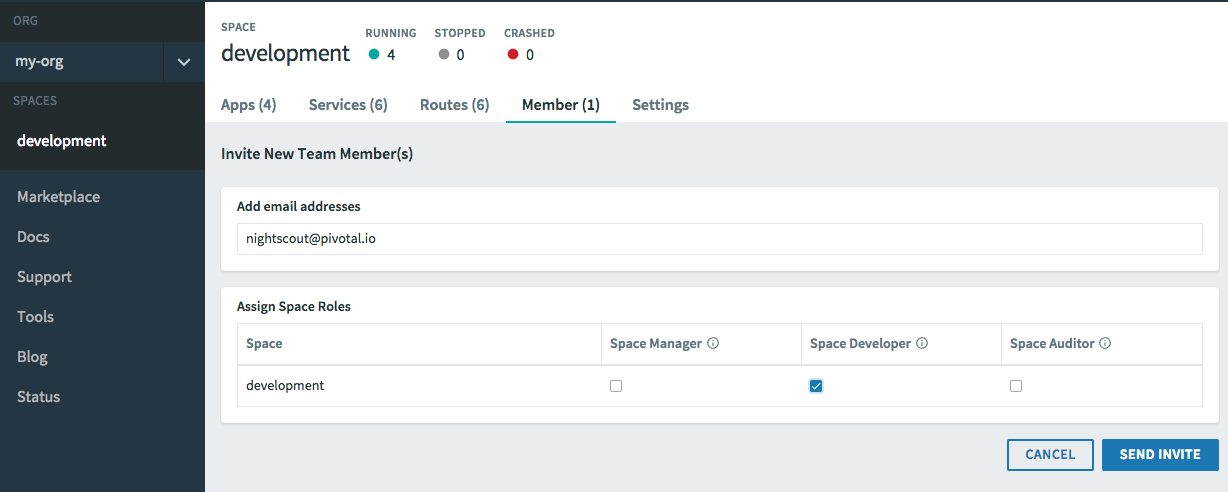 ORG
my-org
SPACES
development
Marketplace
Docs
Support
Tools
Blog
Status
SPACE
development
RUNNING STOPPED CRASHED
4 0 0
Apps (4) Services (6) Routes (6) Member (1) Settings
Invite New Team Member(s)
Add email addresses
nightscout@pivotal.io
Assign Space Roles
Space Space Manager Space Developer Space Auditor
development
CANCEL SEND INVITE